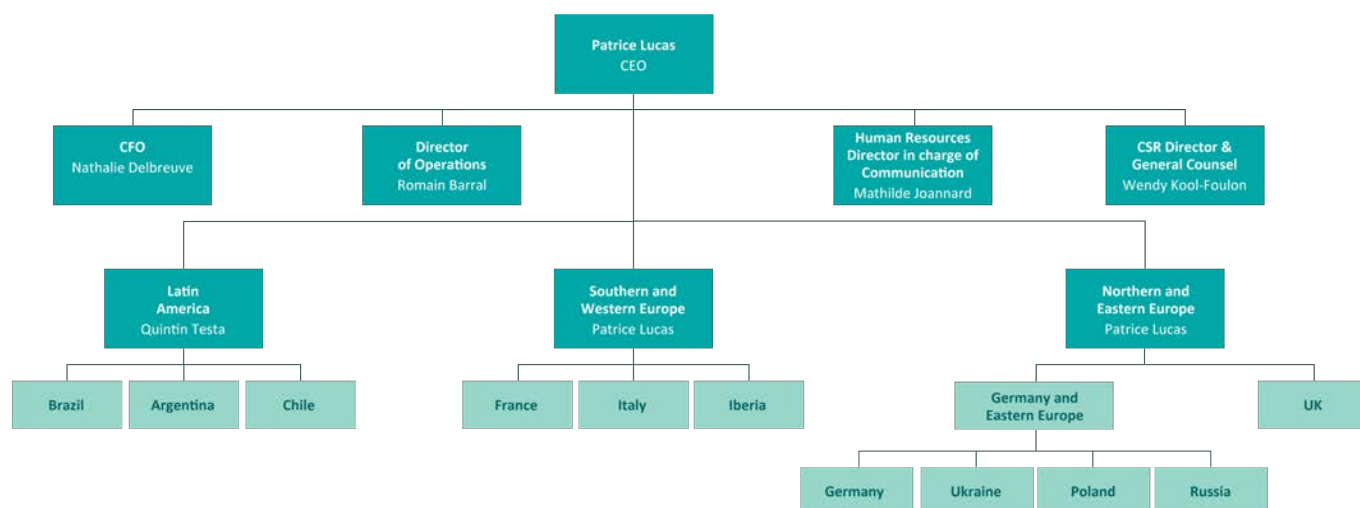 Patrice Lucas
CEO
CFO
Nathalie Delbreuve
Director
of Operations
Romain Barral
Human Resources
Director in charge of
Communication
Mathilde Joannard
CSR Director &
General Counsel
Wendy Kool-Foulon
Latin
America
Quintin Testa
Southern and
Western Europe
Patrice Lucas
Northern and
Eastern Europe
Patrice Lucas
Brazil
Argentina
Chile
France
Italy
Iberia
Germany and
Eastern Europe
UK
Germany
Ukraine
Poland
Russia